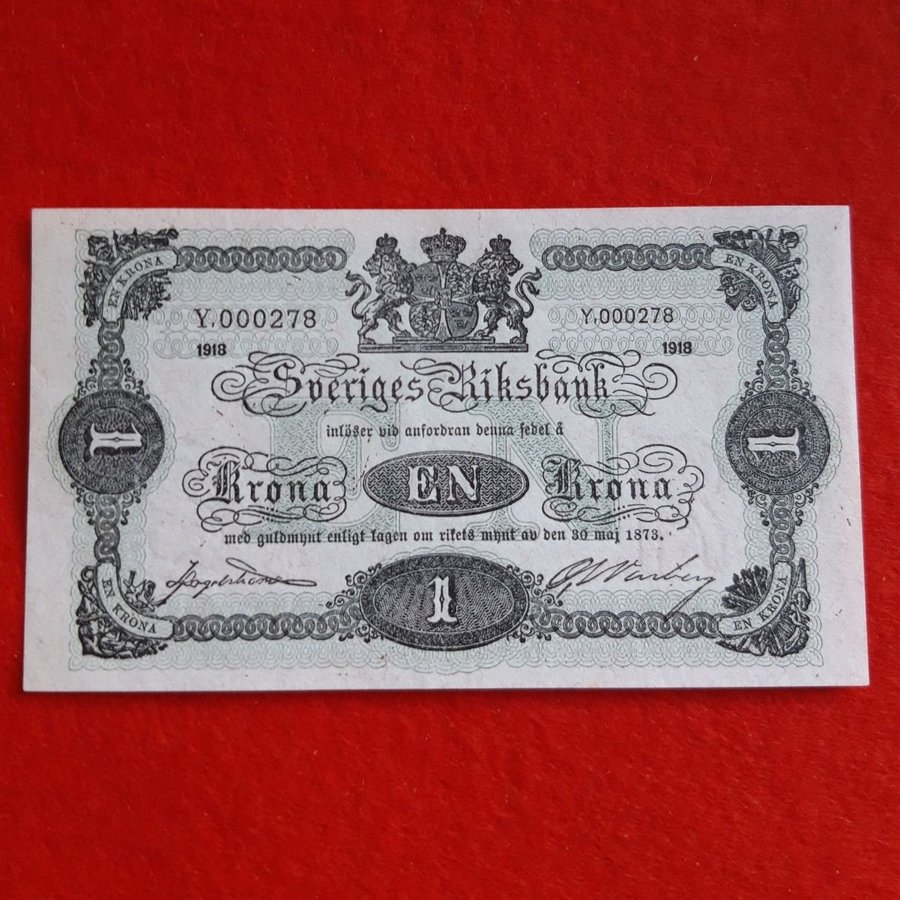 EN KRONA
EN KRONA
Y,000278
Y,000278
1918
1918
Sveriges Riksbank
inlöser vid anfordran denna sedel å
1
Krona EN Krona
1
med guldmynt enligt lagen om rikets mynt av den 30 maj 1873.
1
EN KRONA
EN KRONA